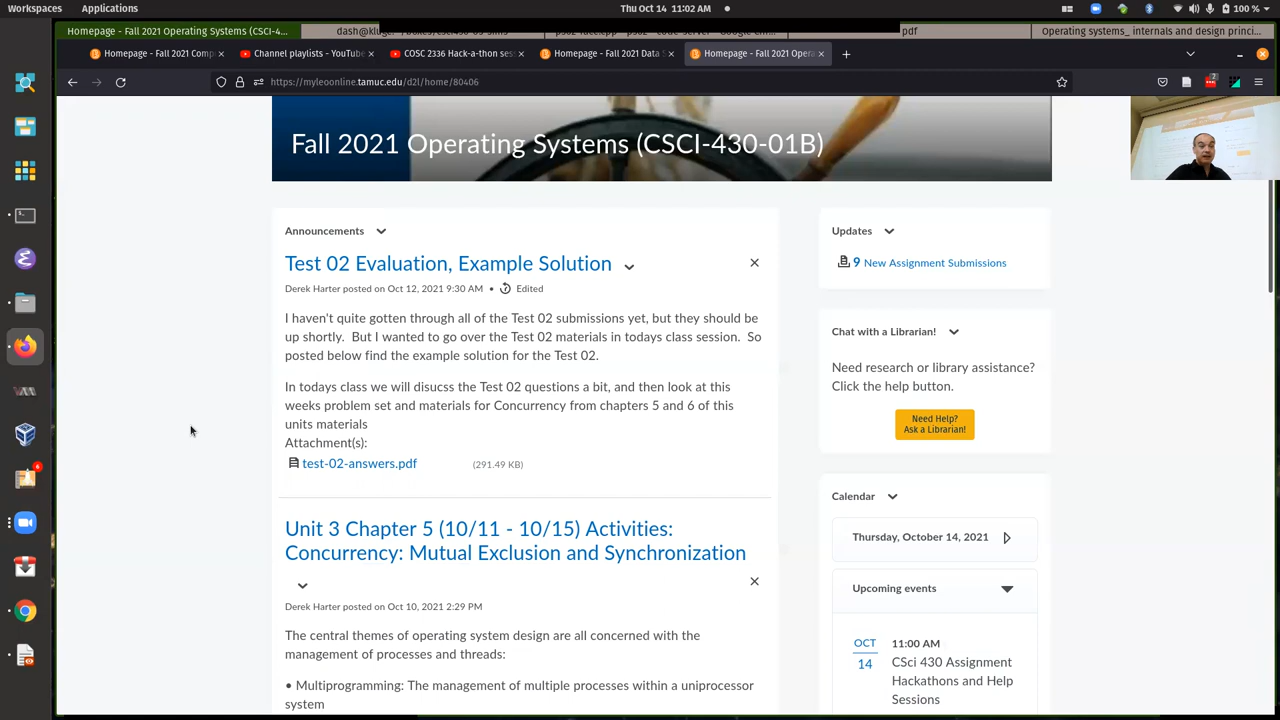 Workspaces Applications Thu Oct 14 11:02 AM 100 %
Homepage - Fall 2021 Operating Systems (CSCI-4... pdf Operating systems_ internals and design princi...
Homepage - Fall 2021 Comp Channel playlists - YouTube COSC 2336 Hack-a-thon ses Homepage - Fall 2021 Data Homepage - Fall 2021 Opera
https://myleoonline.tamuc.edu/d2l/home/80406
Fall 2021 Operating Systems (CSCI-430-01B)
Announcements
Test 02 Evaluation, Example Solution
Derek Harter posted on Oct 12, 2021 9:30 AM • Edited
I haven't quite gotten through all of the Test 02 submissions yet, but they should be
up shortly. But I wanted to go over the Test 02 materials in todays class session. So
posted below find the example solution for the Test 02.
In todays class we will disucss the Test 02 questions a bit, and then look at this
weeks problem set and materials for Concurrency from chapters 5 and 6 of this
units materials
Attachment(s):
test-02-answers.pdf (291.49 KB)
Unit 3 Chapter 5 (10/11 - 10/15) Activities:
Concurrency: Mutual Exclusion and Synchronization
Derek Harter posted on Oct 10, 2021 2:29 PM
The central themes of operating system design are all concerned with the
management of processes and threads:
• Multiprogramming: The management of multiple processes within a uniprocessor
system
Updates
9 New Assignment Submissions
Chat with a Librarian!
Need research or library assistance?
Click the help button.
Need Help?
Ask a Librarian!
Calendar
Thursday, October 14, 2021
Upcoming events
OCT 11:00 AM
14 CSci 430 Assignment
Hackathons and Help
Sessions